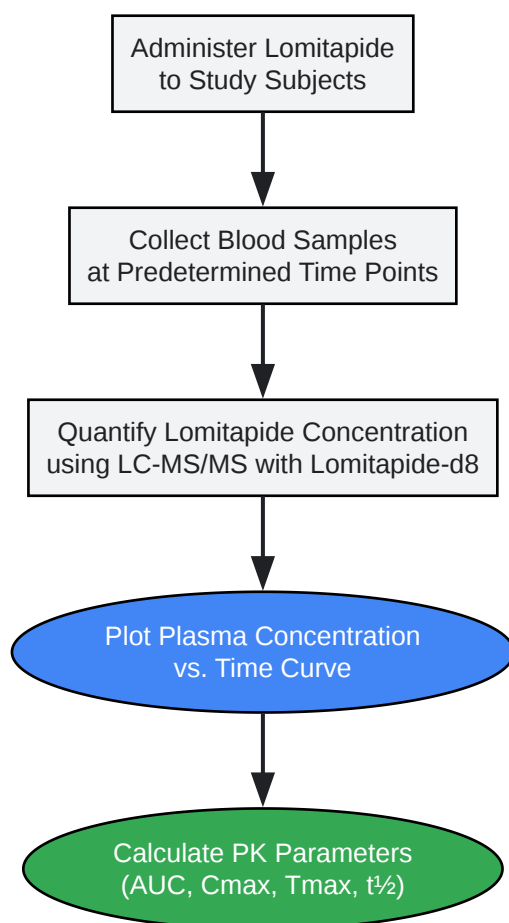 Administer Lomitapide
to Study Subjects
Collect Blood Samples
at Predetermined Time Points
Quantify Lomitapide Concentration
using LC-MS/MS with Lomitapide-d8
Plot Plasma Concentration
vs. Time Curve
Calculate PK Parameters
(AUC, Cmax, Tmax, t½)